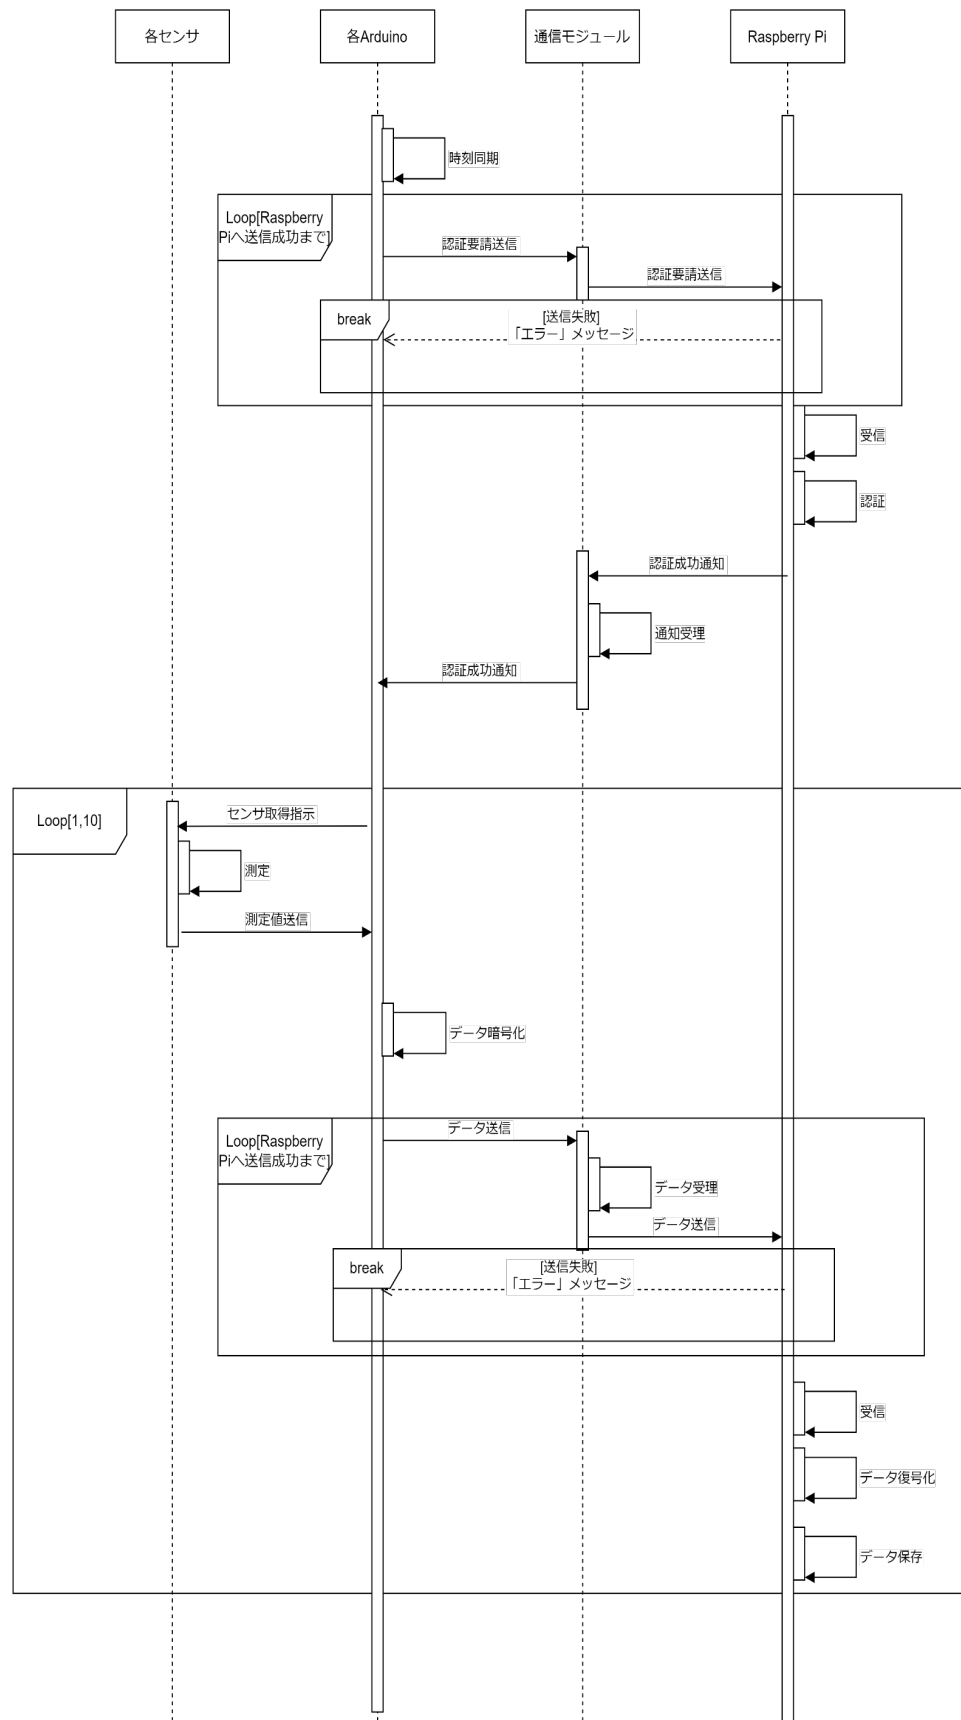 各センサ
各Arduino
通信モジュール
Raspberry Pi
時刻同期
Loop[Raspberry
Piへ送信成功まで]
認証要請送信
認証要請送信
break
[送信失敗]
「エラー」メッセージ
受信
認証
認証成功通知
通知受理
認証成功通知
Loop[1,10]
センサ取得指示
測定
測定値送信
データ暗号化
Loop[Raspberry
Piへ送信成功まで]
データ送信
データ受理
データ送信
break
[送信失敗]
「エラー」メッセージ
受信
データ復号化
データ保存